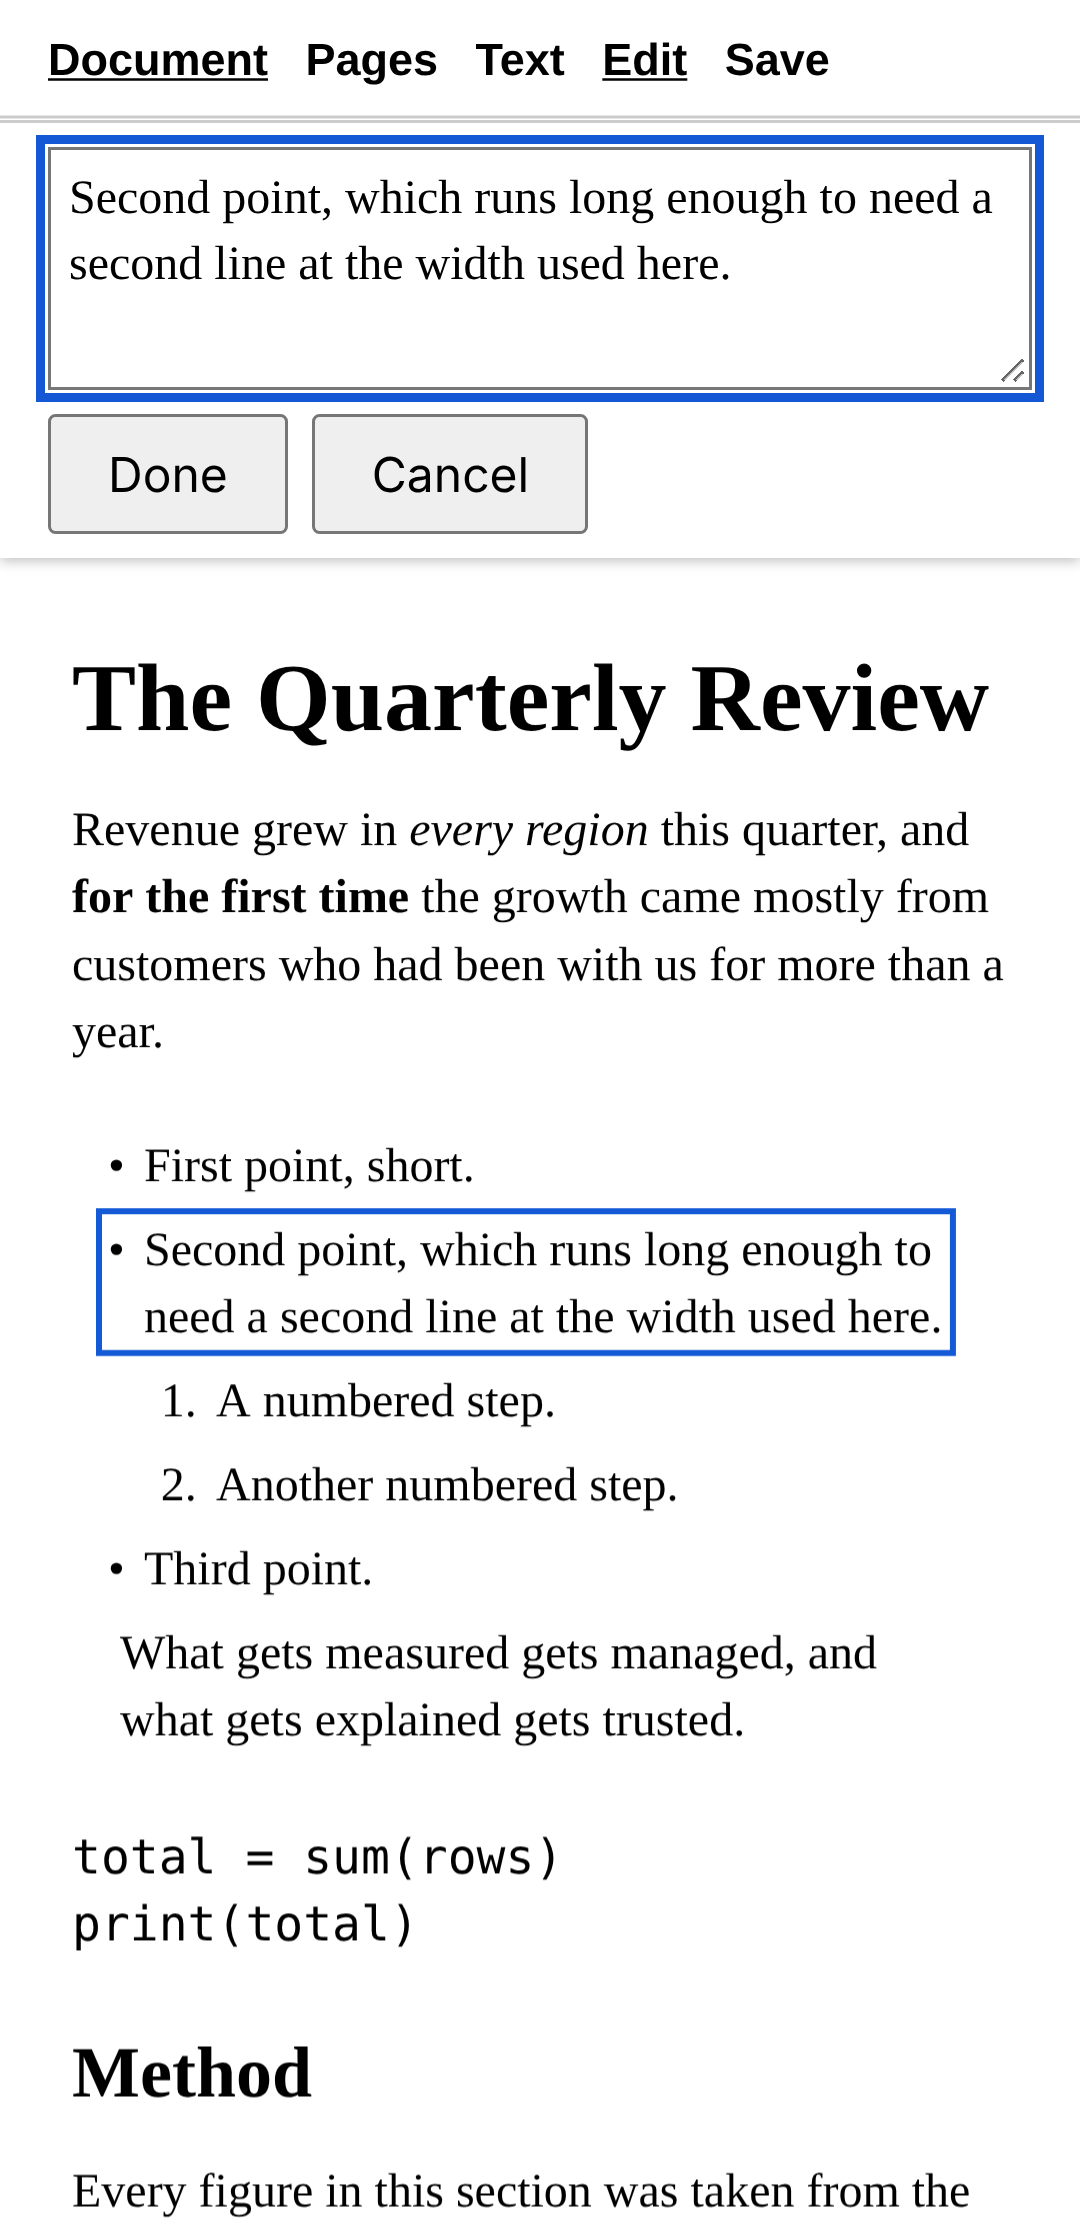 Document Pages Text Edit Save
Second point, which runs long enough to need a
second line at the width used here.
Done Cancel
The Quarterly Review
Revenue grew in every region this quarter, and
for the first time the growth came mostly from
customers who had been with us for more than a
year.
• First point, short.
• Second point, which runs long enough to
need a second line at the width used here.
1. A numbered step.
2. Another numbered step.
• Third point.
What gets measured gets managed, and
what gets explained gets trusted.
total = sum(rows)
print(total)
Method
Every figure in this section was taken from the